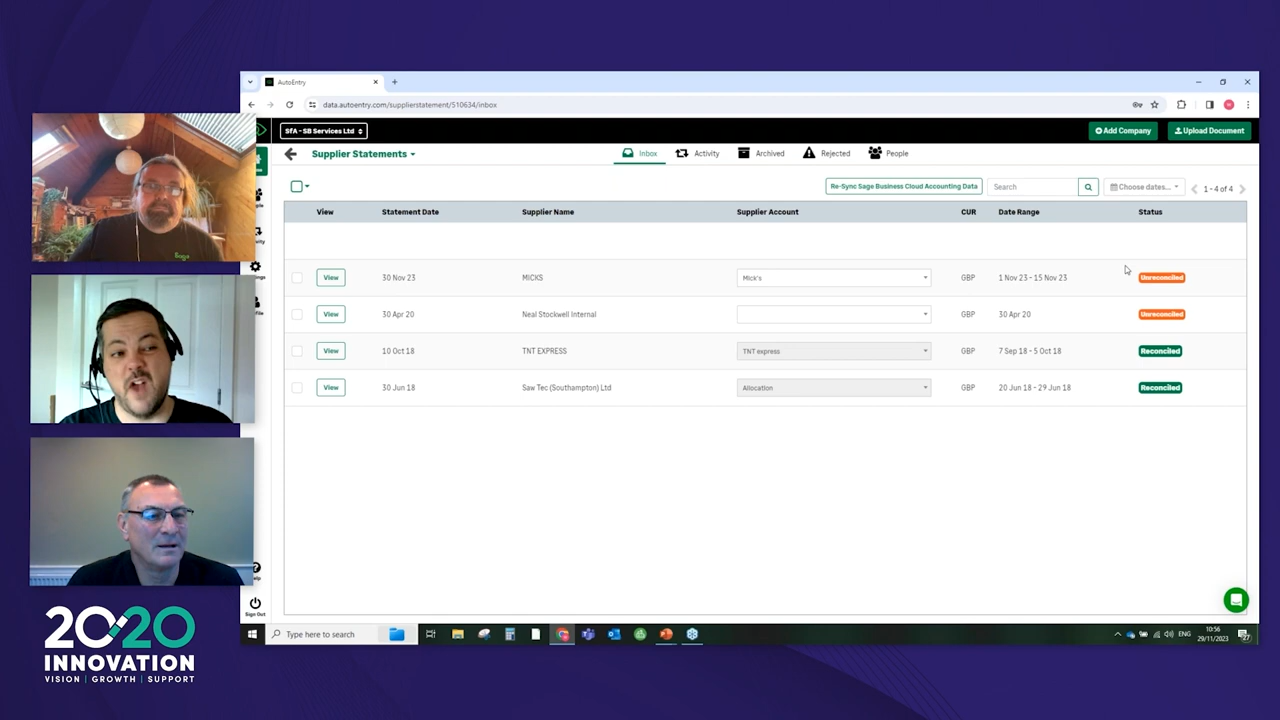 AutoEntry
data.autoentry.com/supplierstatement/510634/inbox
SfA - SB Services Ltd
Add Company
Upload Document
Supplier Statements
Inbox
Activity
Archived
Rejected
People
Re-Sync Sage Business Cloud Accounting Data
Search
Choose dates...
1 - 4 of 4
View Statement Date Supplier Name Supplier Account CUR Date Range Status
View 30 Nov 23 MICKS Mick's GBP 1 Nov 23 - 15 Nov 23 Unreconciled
View 30 Apr 20 Neal Stockwell Internal GBP 30 Apr 20 Unreconciled
View 10 Oct 18 TNT EXPRESS TNT express GBP 7 Sep 18 - 5 Oct 18 Reconciled
View 30 Jun 18 Saw Tec (Southampton) Ltd Allocation GBP 20 Jun 18 - 29 Jun 18 Reconciled
Sage
Sign Out
Type here to search
ENG
10:56
29/11/2023
2020
INNOVATION
VISION | GROWTH | SUPPORT